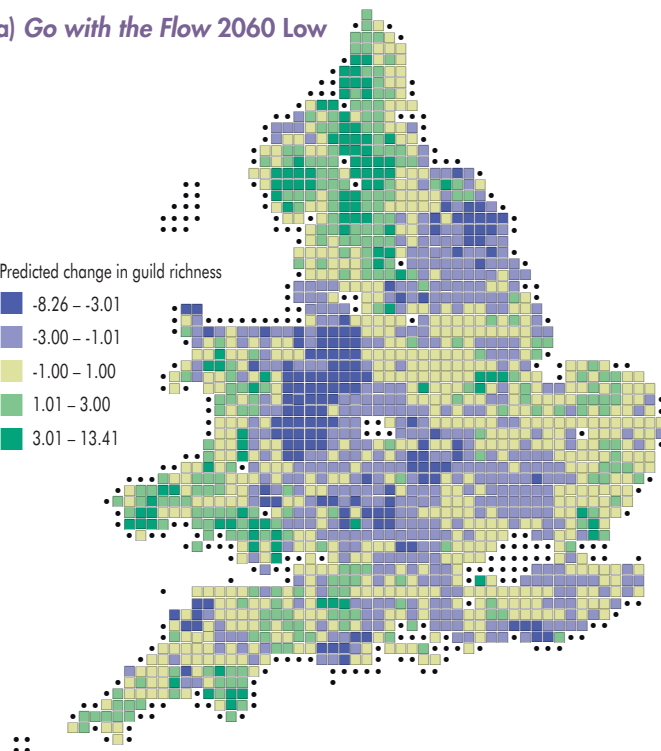 a) Go with the Flow 2060 Low
Predicted change in guild richness
-8.26 – -3.01
-3.00 – -1.01
-1.00 – 1.00
1.01 – 3.00
3.01 – 13.41